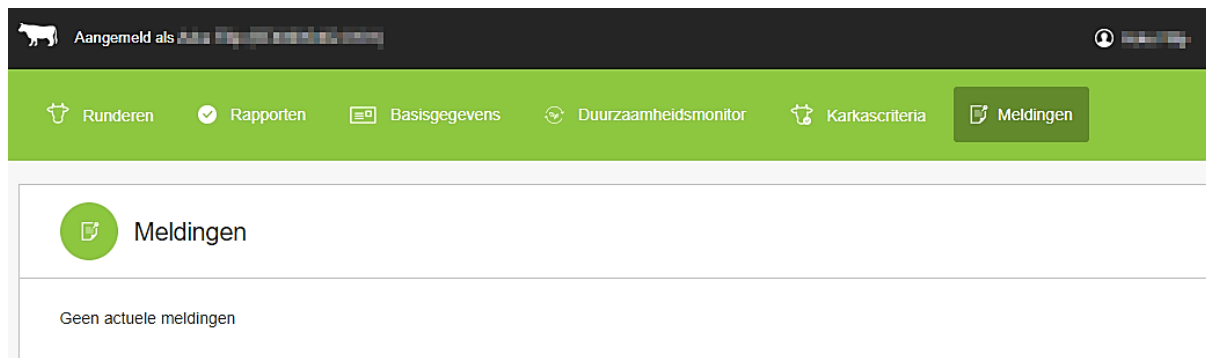 Aangemeld als
Runderen Rapporten Basisgegevens Duurzaamheidsmonitor Karkascriteria Meldingen
Meldingen
Geen actuele meldingen